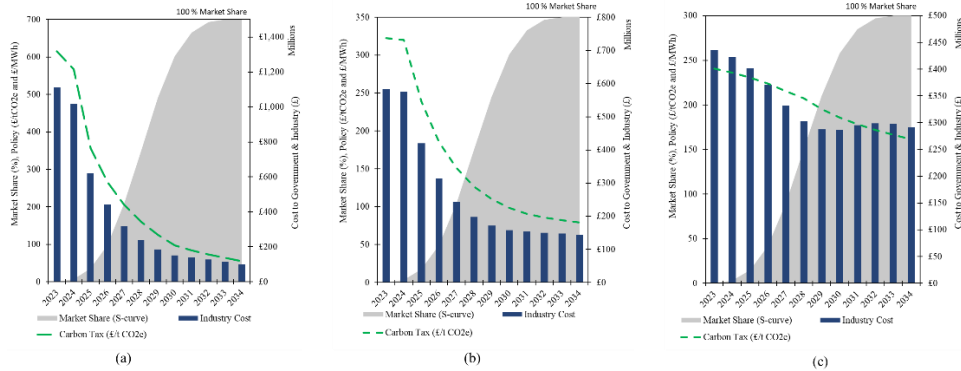 100 % Market Share
700
600
500
400
300
200
100
0
Market Share (%), Policy (£/tCO2e and £/MWh)
£1,400
£1,200
£1,000
£800
£600
£400
£200
£0
Millions
Cost to Government & Industry (£)
2023 2024 2025 2026 2027 2028 2029 2030 2031 2032 2033 2034
Market Share (S-curve) Industry Cost
Carbon Tax (£/t CO2e)
(a)
100 % Market Share
350
300
250
200
150
100
50
0
Market Share (%), Policy (£/tCO2e and £/MWh)
£800
£700
£600
£500
£400
£300
£200
£100
£0
Millions
Cost to Government & Industry (£)
2023 2024 2025 2026 2027 2028 2029 2030 2031 2032 2033 2034
Market Share (S-curve) Industry Cost
Carbon Tax (£/t CO2e)
(b)
100 % Market Share
300
250
200
150
100
50
0
Market Share (%), Policy (£/tCO2e and £/MWh)
£500
£450
£400
£350
£300
£250
£200
£150
£100
£50
£0
Millions
Cost to Government & Industry (£)
2023 2024 2025 2026 2027 2028 2029 2030 2031 2032 2033 2034
Market Share (S-curve) Industry Cost
Carbon Tax (£/t CO2e)
(c)